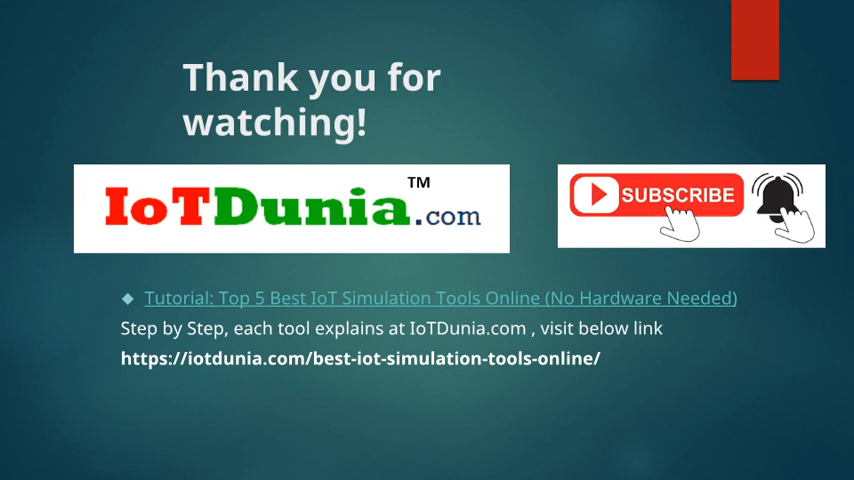 Thank you for
watching!
IoTDunia.com™
SUBSCRIBE
◆ Tutorial: Top 5 Best IoT Simulation Tools Online (No Hardware Needed)
Step by Step, each tool explains at IoTDunia.com , visit below link
https://iotdunia.com/best-iot-simulation-tools-online/